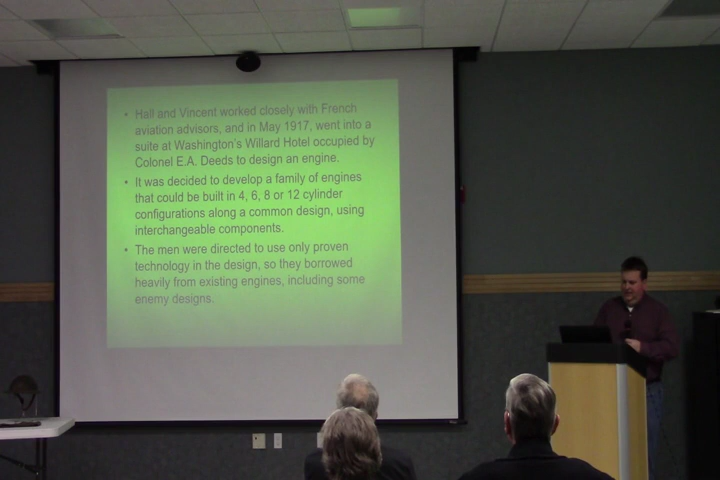 • Hall and Vincent worked closely with French
aviation advisors, and in May 1917, went into a
suite at Washington's Willard Hotel occupied by
Colonel E.A. Deeds to design an engine.
• It was decided to develop a family of engines
that could be built in 4, 6, 8 or 12 cylinder
configurations along a common design, using
interchangeable components.
• The men were directed to use only proven
technology in the design, so they borrowed
heavily from existing engines, including some
enemy designs.